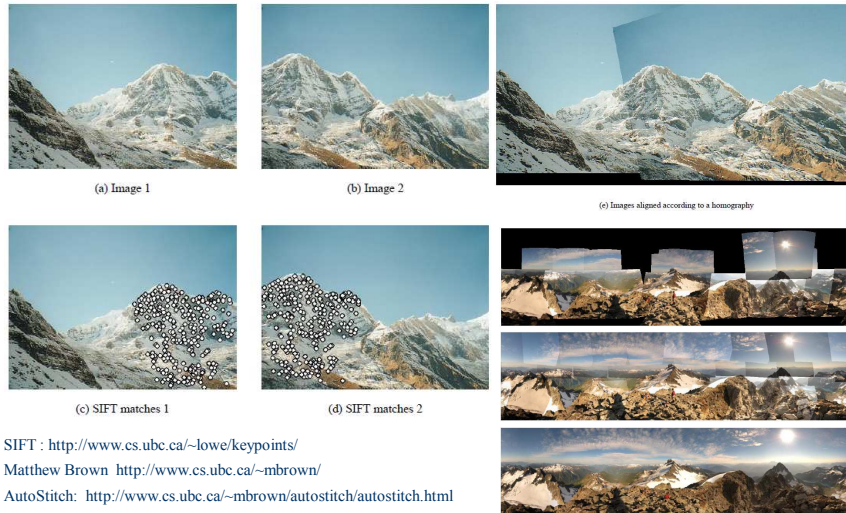 (a) Image 1
(b) Image 2
(e) Images aligned according to a homography
(c) SIFT matches 1
(d) SIFT matches 2
SIFT : http://www.cs.ubc.ca/~lowe/keypoints/
Matthew Brown http://www.cs.ubc.ca/~mbrown/
AutoStitch: http://www.cs.ubc.ca/~mbrown/autostitch/autostitch.html